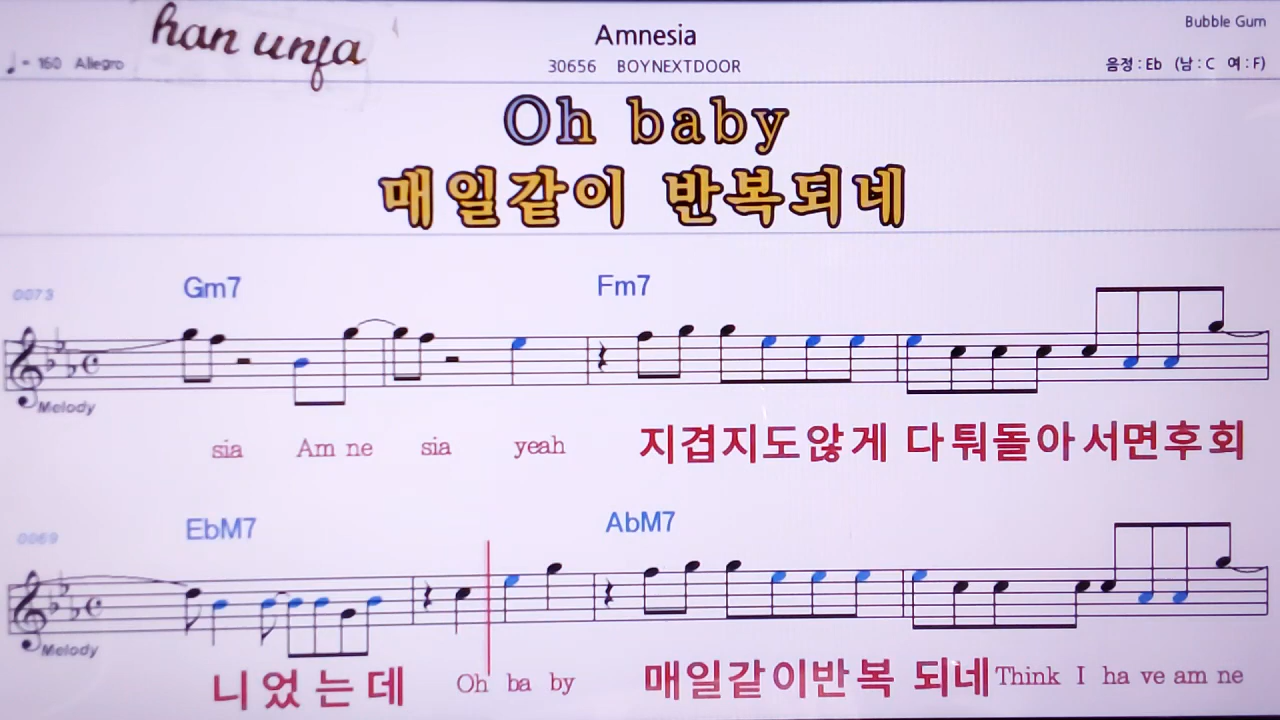 han unfa
Amnesia
Bubble Gum
♩= 160 Allegro
30656 BOYNEXTDOOR
음정 : Eb (남 : C 여 : F)
Oh baby
매일같이 반복되네
0073
Gm7 Fm7
Melody
sia Am ne sia yeah 지겹지도않게 다퉈돌아서면후회
0069
EbM7 AbM7
Melody
니었는데 Oh ba by 매일같이반복 되네 Think I ha ve am ne